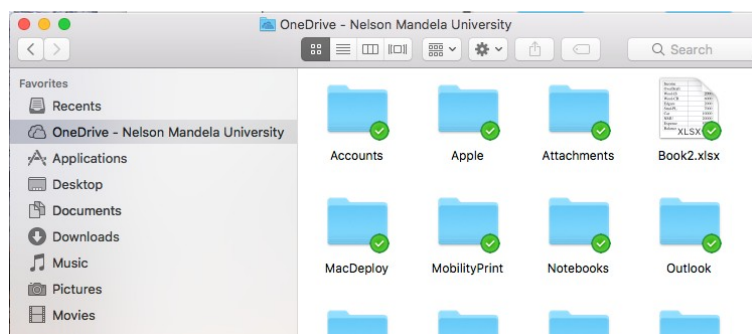 OneDrive - Nelson Mandela University
Search
Favorites
Recents
OneDrive - Nelson Mandela University
Applications
Desktop
Documents
Downloads
Music
Pictures
Movies
Accounts
Apple
Attachments
XLSX
Book2.xlsx
MacDeploy
MobilityPrint
Notebooks
Outlook